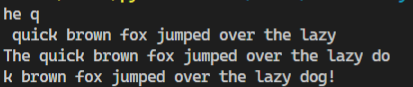 he q
 quick brown fox jumped over the lazy
The quick brown fox jumped over the lazy do
k brown fox jumped over the lazy dog!